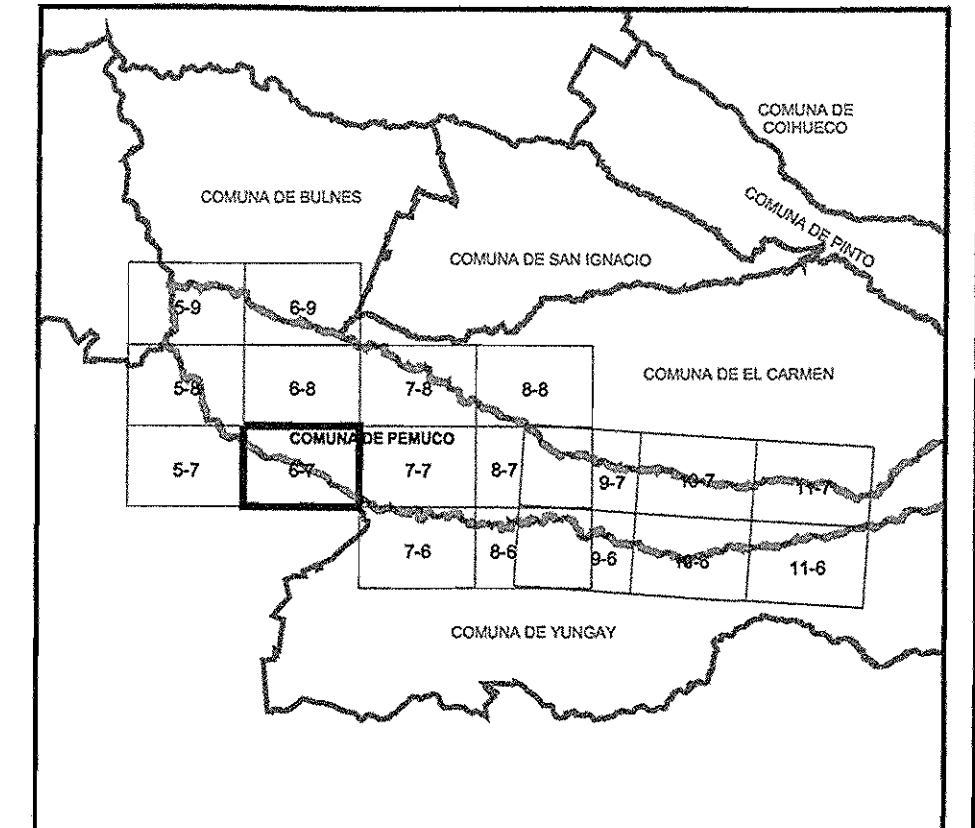 COMUNA DE
COIHUECO
COMUNA DE BULNES
COMUNA DE PINTO
COMUNA DE SAN IGNACIO
5-9
6-9
COMUNA DE EL CARMEN
5-8
6-8
7-8
8-8
COMUNA DE PEMUCO
5-7
6-7
7-7
8-7
9-7
10-7
11-7
7-6
8-6
9-6
10-6
11-6
COMUNA DE YUNGAY